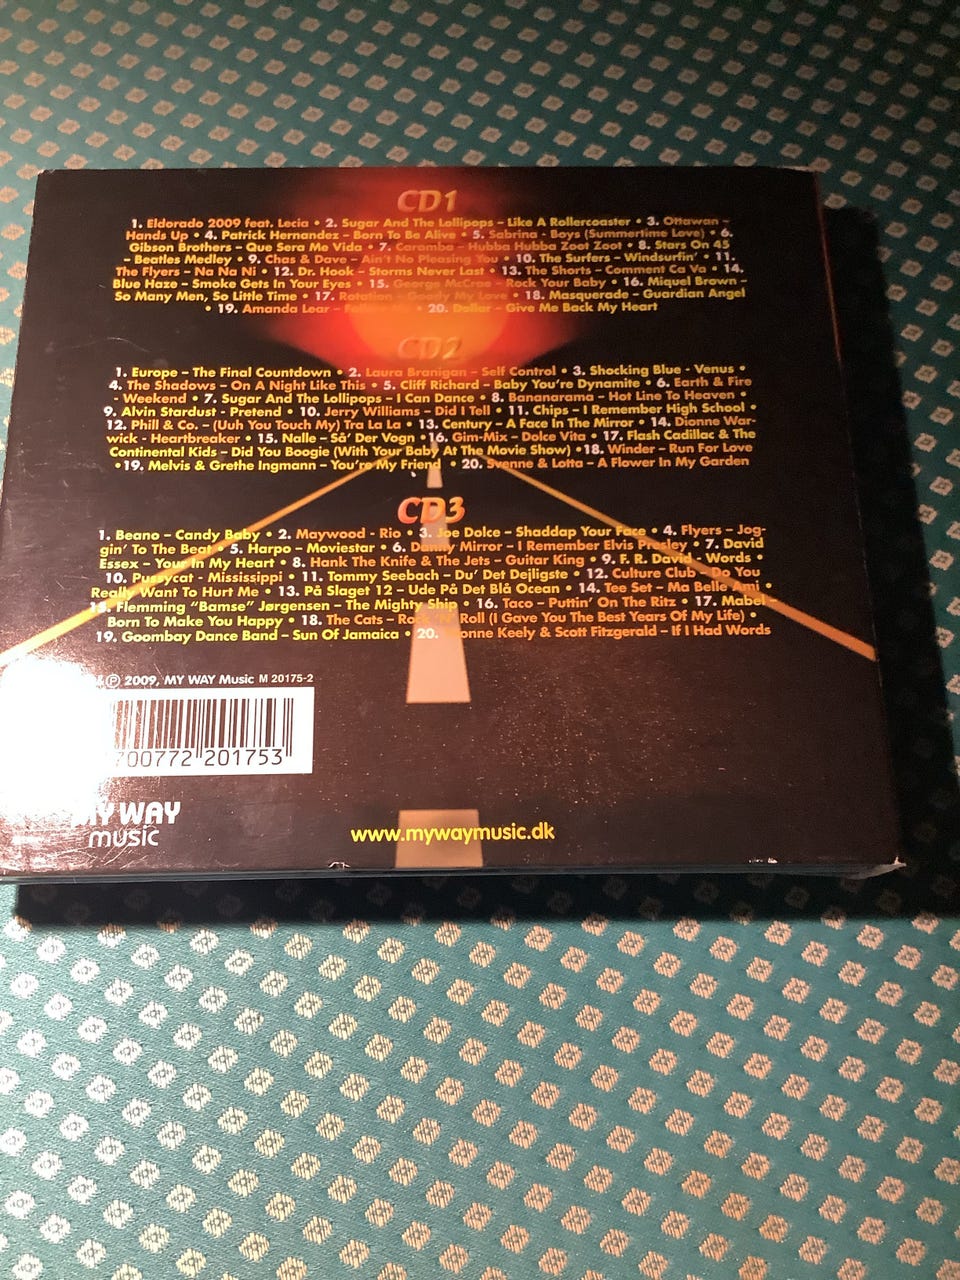 CD1
1. Eldorado 2009 feat. Lecia • 2. Sugar And The Lollipops – Like A Rollercoaster • 3. Ottawan –
Hands Up • 4. Patrick Hernandez – Born To Be Alive • 5. Sabrina - Boys (Summertime Love) • 6.
Gibson Brothers – Que Sera Me Vida • 7. Caramba – Hubba Hubba Zoot Zoot • 8. Stars On 45
– Beatles Medley • 9. Chas & Dave – Ain't No Pleasing You • 10. The Surfers – Windsurfin' • 11.
The Flyers – Na Na Ni • 12. Dr. Hook – Storms Never Last • 13. The Shorts – Comment Ca Va • 14.
Blue Haze – Smoke Gets In Your Eyes • 15. George McCrae – Rock Your Baby • 16. Miquel Brown –
So Many Men, So Little Time • 17. Rotation – My Love • 18. Masquerade – Guardian Angel
• 19. Amanda Lear – • 20. Dollar – Give Me Back My Heart
CD2
1. Europe – The Final Countdown • 2. Laura Branigan – Self Control • 3. Shocking Blue - Venus •
4. The Shadows – On A Night Like This • 5. Cliff Richard – Baby You're Dynamite • 6. Earth & Fire
- Weekend • 7. Sugar And The Lollipops – I Can Dance • 8. Bananarama – Hot Line To Heaven •
9. Alvin Stardust - Pretend • 10. Jerry Williams – Did I Tell • 11. Chips – I Remember High School •
12. Phill & Co. – (Uuh You Touch My) Tra La La • 13. Century – A Face In The Mirror • 14. Dionne War-
wick - Heartbreaker • 15. Nalle – Så' Der Vogn •16. Gim-Mix – Dolce Vita • 17. Flash Cadillac & The
Continental Kids – Did You Boogie (With Your Baby At The Movie Show) •18. Winder – Run For Love
•19. Melvis & Grethe Ingmann – You're My Friend • 20. Svenne & Lotta – A Flower In My Garden
CD3
1. Beano – Candy Baby • 2. Maywood - Rio • 3. Joe Dolce – Shaddap Your Face • 4. Flyers – Jog-
gin' To The Beat • 5. Harpo – Moviestar • 6. Danny Mirror – I Remember Elvis Presley • 7. David
Essex – Your In My Heart • 8. Hank The Knife & The Jets – Guitar King • 9. F. R. David - Words •
10. Pussycat - Mississippi • 11. Tommy Seebach – Du' Det Dejligste • 12. Culture Club – Do You
Really Want To Hurt Me • 13. På Slaget 12 – Ude På Det Blå Ocean • 14. Tee Set – Ma Belle Ami •
15. Flemming "Bamse" Jørgensen – The Mighty Ship • 16. Taco – Puttin' On The Ritz • 17. Mabel –
Born To Make You Happy • 18. The Cats – Rock 'N' Roll (I Gave You The Best Years Of My Life) •
19. Goombay Dance Band – Sun Of Jamaica • 20. Keely & Scott Fitzgerald – If I Had Words
&℗ 2009, MY WAY Music M 20175-2
700772 201753
MY WAY
music
www.mywaymusic.dk